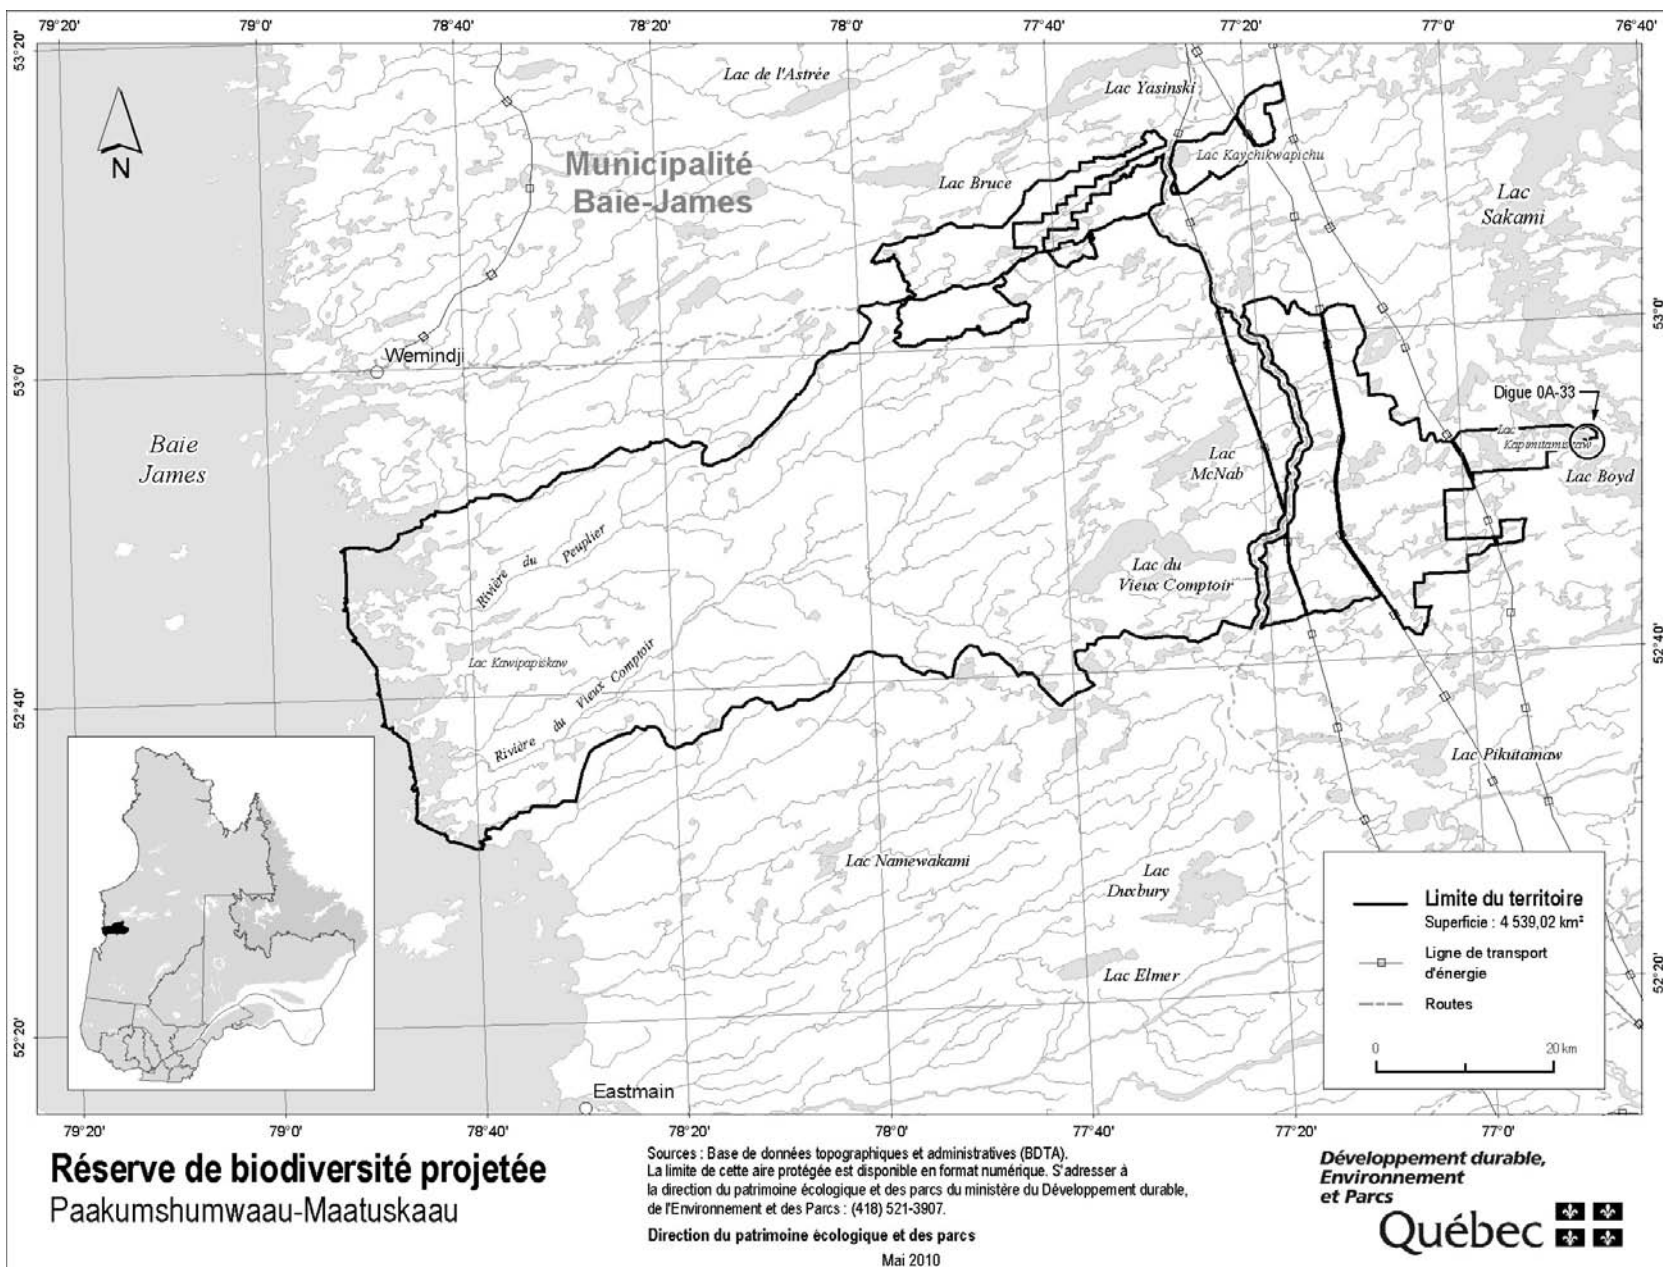 79°20'
79°0'
78°40'
78°20'
78°0'
77°40'
77°20'
77°0'
76°40'
53°20'
53°0'
52°40'
52°20'
53°0'
52°40'
52°20'
N
Lac de l'Astrée
Lac Yasinski
Municipalité
Baie-James
Lac Bruce
Lac Kaychikwapichu
Lac
Sakami
Wemindji
Digue 0A-33
Lac
Lac Boyd
Baie
James
Lac
McNab
Rivière du Peuplier
Lac du
Vieux Comptoir
Lac Kawipapiskaw
Rivière du Vieux Comptoir
Lac Pikutamaw
Lac Namewakami
Lac
Duxbury
Lac Elmer
Eastmain
Limite du territoire
Superficie : 4 539,02 km²
Ligne de transport
d'énergie
Routes
0 20 km
79°20'
79°0'
78°40'
78°20'
78°0'
77°40'
77°20'
77°0'
Réserve de biodiversité projetée
Paakumshumwaau-Maatuskaau
Sources : Base de données topographiques et administratives (BDTA).
La limite de cette aire protégée est disponible en format numérique. S'adresser à
la direction du patrimoine écologique et des parcs du ministère du Développement durable,
de l'Environnement et des Parcs : (418) 521-3907.
Direction du patrimoine écologique et des parcs
Mai 2010
Développement durable,
Environnement
et Parcs
Québec